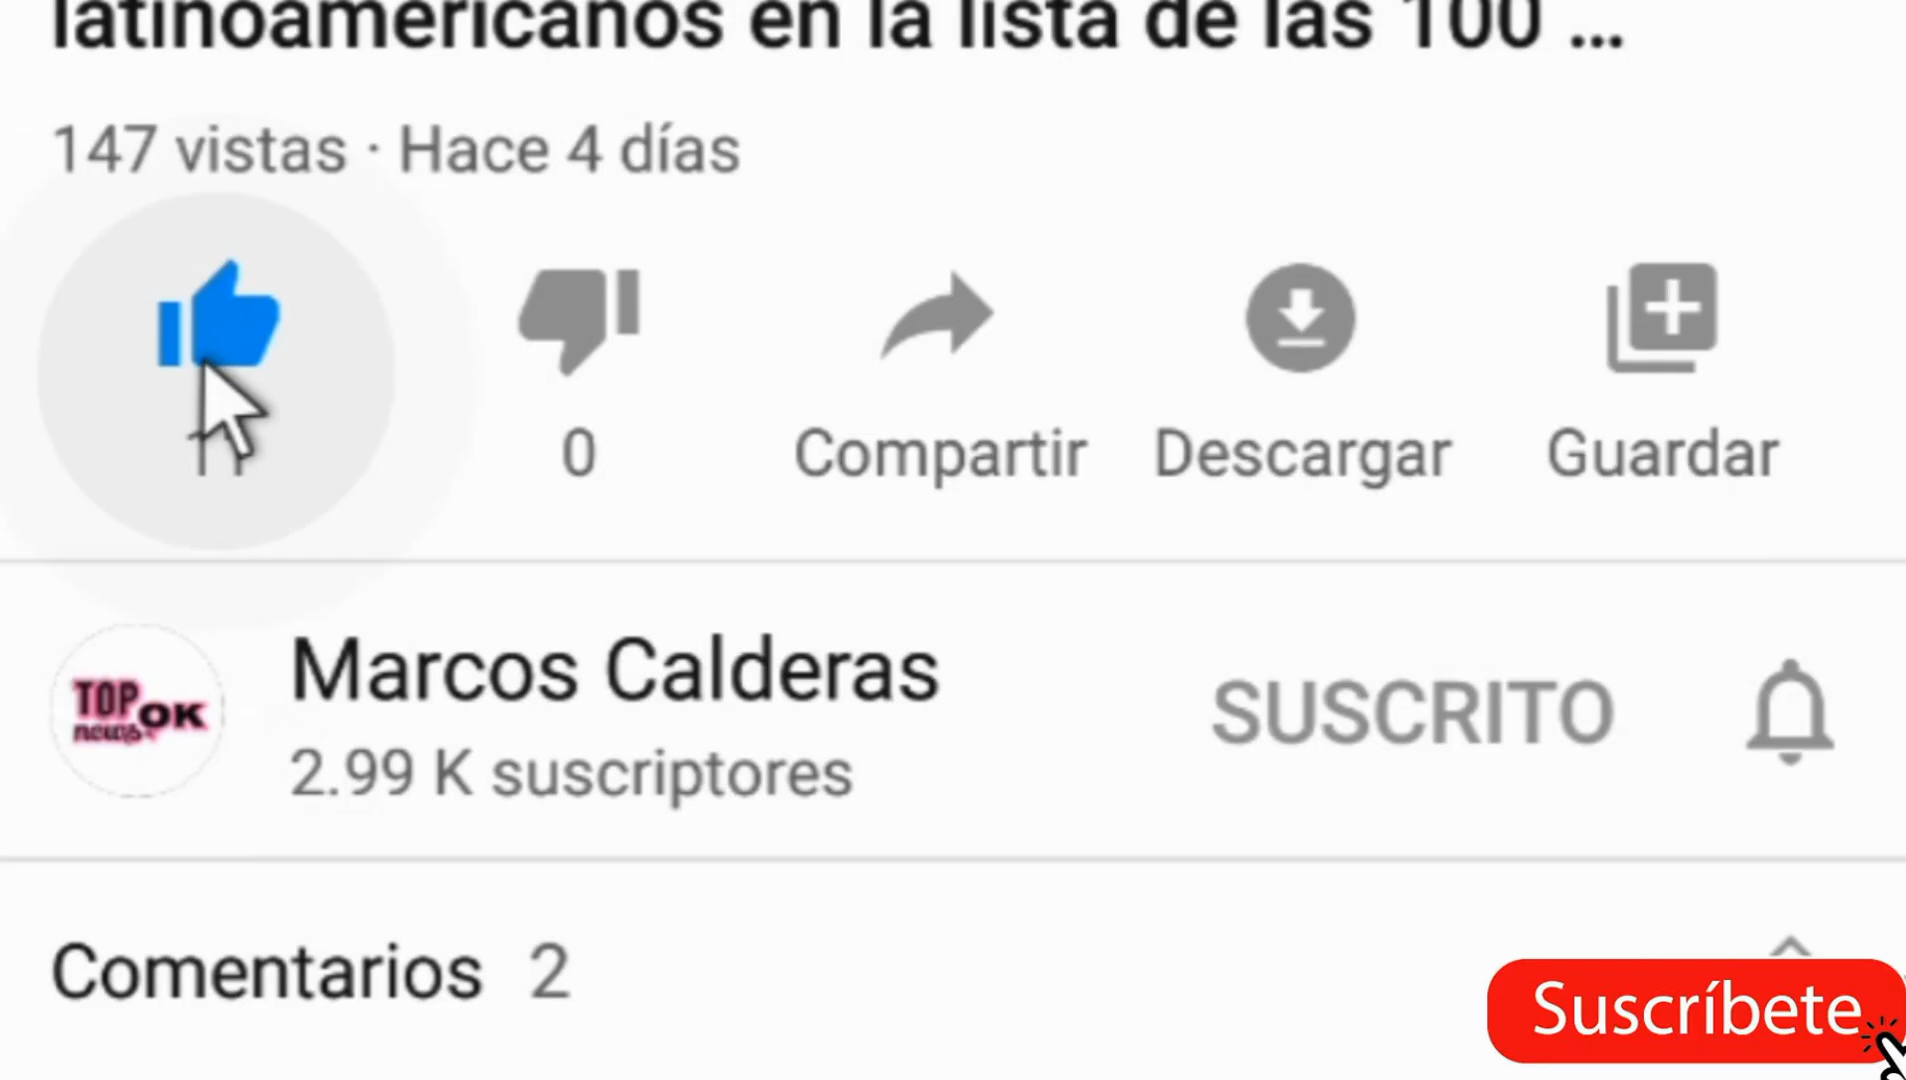 latinoamericanos en la lista de las 100 ...
147 vistas · Hace 4 días
0 Compartir Descargar Guardar
TOP
OK
news
Marcos Calderas
SUSCRITO
2.99 K suscriptores
Comentarios 2
Suscríbete